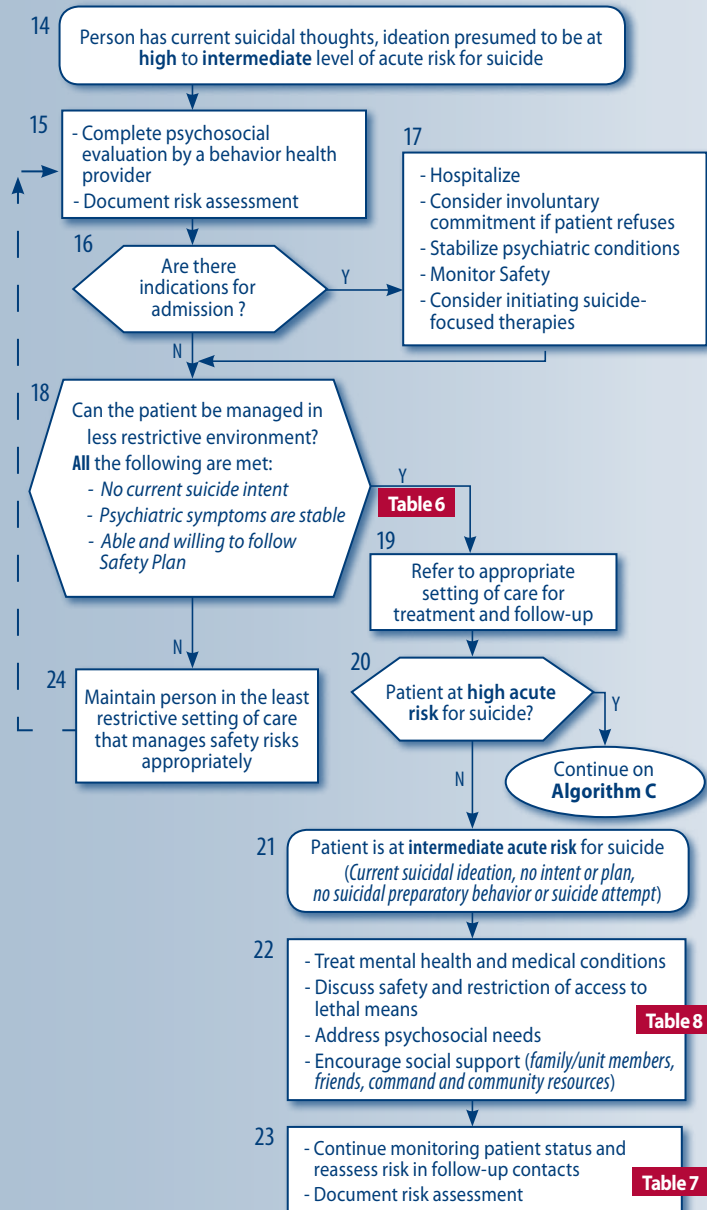 14
Person has current suicidal thoughts, ideation presumed to be at
high to intermediate level of acute risk for suicide
15
- Complete psychosocial
evaluation by a behavior health
provider
- Document risk assessment
16
Are there
indications for
admission ?
Y
N
17
- Hospitalize
- Consider involuntary
commitment if patient refuses
- Stabilize psychiatric conditions
- Monitor Safety
- Consider initiating suicide-
focused therapies
18
Can the patient be managed in
less restrictive environment?
All the following are met:
- No current suicide intent
- Psychiatric symptoms are stable
- Able and willing to follow
Safety Plan
Y
Table 6
N
19
Refer to appropriate
setting of care for
treatment and follow-up
24
Maintain person in the least
restrictive setting of care
that manages safety risks
appropriately
20
Patient at high acute
risk for suicide?
Y
N
Continue on
Algorithm C
21
Patient is at intermediate acute risk for suicide
(Current suicidal ideation, no intent or plan,
no suicidal preparatory behavior or suicide attempt)
22
- Treat mental health and medical conditions
- Discuss safety and restriction of access to
lethal means
- Address psychosocial needs
- Encourage social support (family/unit members,
friends, command and community resources)
Table 8
23
- Continue monitoring patient status and
reassess risk in follow-up contacts
- Document risk assessment
Table 7